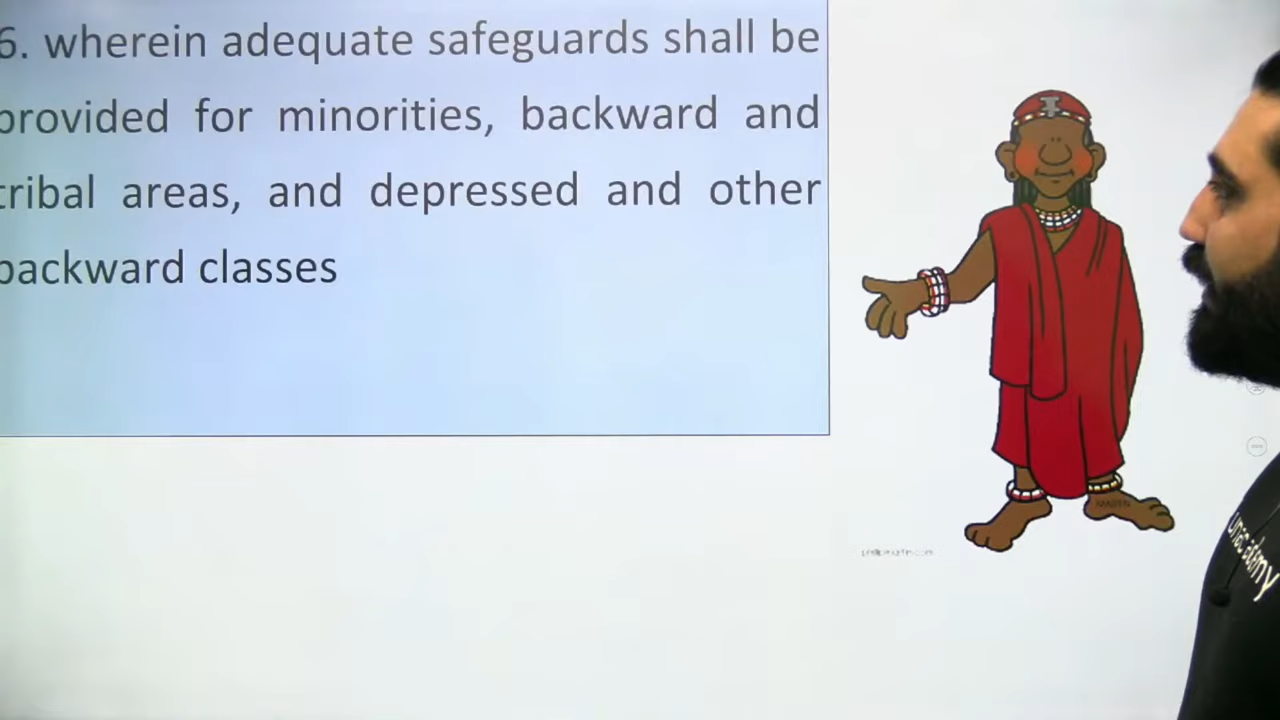 6. wherein adequate safeguards shall be
provided for minorities, backward and
tribal areas, and depressed and other
backward classes
unacademy